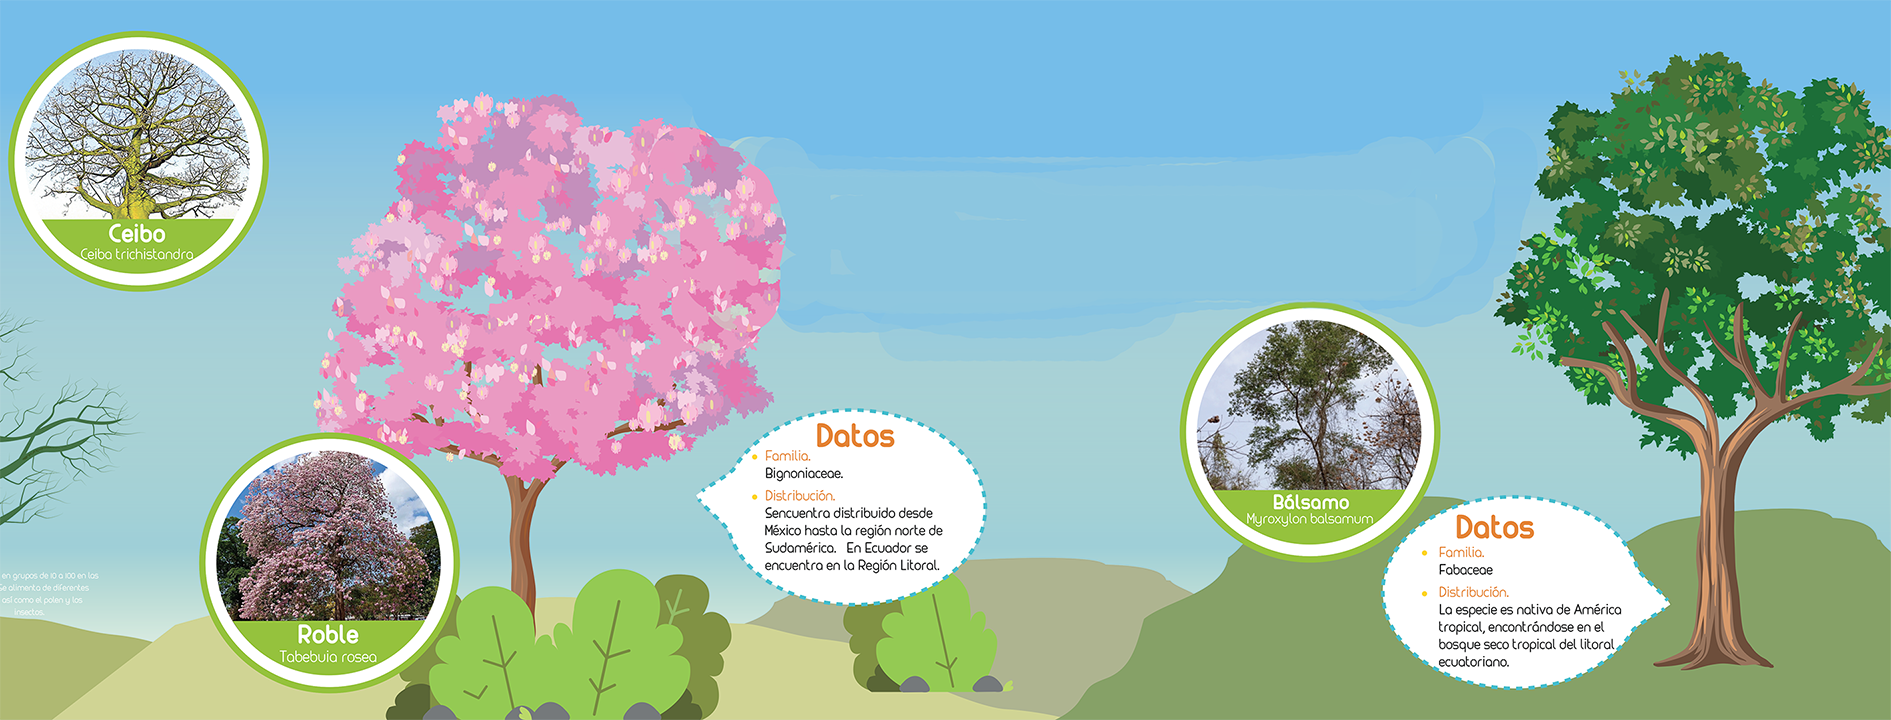 Ceibo
Ceiba trichistandra
en grupos de 10 a 100 en las
Se alimenta de diferentes
así como el polen y los
insectos.
Roble
Tabebuia rosea
Datos
Familia.
Bignoniaceae.
Distribución.
Sencuentra distribuido desde
México hasta la región norte de
Sudamérica. En Ecuador se
encuentra en la Región Litoral.
Bálsamo
Myroxylon balsamum
Datos
Familia.
Fabaceae
Distribución.
La especie es nativa de América
tropical, encontrándose en el
bosque seco tropical del litoral
ecuatoriano.